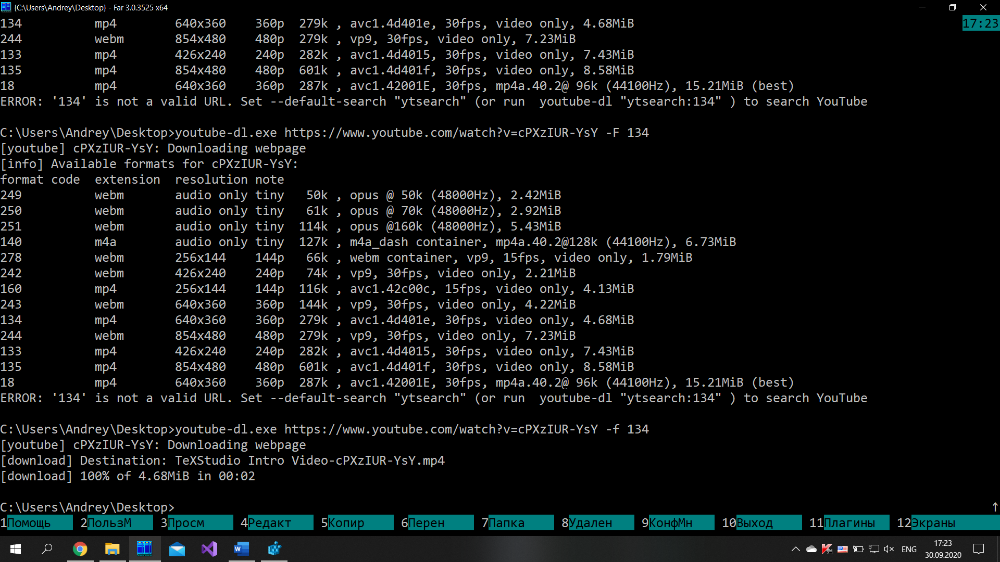 {C:\Users\Andrey\Desktop} - Far 3.0.3525 x64
134          mp4        640x360    360p  279k , avc1.4d401e, 30fps, video only, 4.68MiB
17:23
244          webm       854x480    480p  279k , vp9, 30fps, video only, 7.23MiB
133          mp4        426x240    240p  282k , avc1.4d4015, 30fps, video only, 7.43MiB
135          mp4        854x480    480p  601k , avc1.4d401f, 30fps, video only, 8.58MiB
18           mp4        640x360    360p  287k , avc1.42001E, 30fps, mp4a.40.2@ 96k (44100Hz), 15.21MiB (best)
ERROR: '134' is not a valid URL. Set --default-search "ytsearch" (or run  youtube-dl "ytsearch:134" ) to search YouTube
C:\Users\Andrey\Desktop>youtube-dl.exe https://www.youtube.com/watch?v=cPXzIUR-YsY -F 134
[youtube] cPXzIUR-YsY: Downloading webpage
[info] Available formats for cPXzIUR-YsY:
format code  extension  resolution note
249          webm       audio only tiny   50k , opus @ 50k (48000Hz), 2.42MiB
250          webm       audio only tiny   61k , opus @ 70k (48000Hz), 2.92MiB
251          webm       audio only tiny  114k , opus @160k (48000Hz), 5.43MiB
140          m4a        audio only tiny  127k , m4a_dash container, mp4a.40.2@128k (44100Hz), 6.73MiB
278          webm       256x144    144p   66k , webm container, vp9, 15fps, video only, 1.79MiB
242          webm       426x240    240p   74k , vp9, 30fps, video only, 2.21MiB
160          mp4        256x144    144p  116k , avc1.42c00c, 15fps, video only, 4.13MiB
243          webm       640x360    360p  144k , vp9, 30fps, video only, 4.22MiB
134          mp4        640x360    360p  279k , avc1.4d401e, 30fps, video only, 4.68MiB
244          webm       854x480    480p  279k , vp9, 30fps, video only, 7.23MiB
133          mp4        426x240    240p  282k , avc1.4d4015, 30fps, video only, 7.43MiB
135          mp4        854x480    480p  601k , avc1.4d401f, 30fps, video only, 8.58MiB
18           mp4        640x360    360p  287k , avc1.42001E, 30fps, mp4a.40.2@ 96k (44100Hz), 15.21MiB (best)
ERROR: '134' is not a valid URL. Set --default-search "ytsearch" (or run  youtube-dl "ytsearch:134" ) to search YouTube
C:\Users\Andrey\Desktop>youtube-dl.exe https://www.youtube.com/watch?v=cPXzIUR-YsY -f 134
[youtube] cPXzIUR-YsY: Downloading webpage
[download] Destination: TeXStudio Intro Video-cPXzIUR-YsY.mp4
[download] 100% of 4.68MiB in 00:02
C:\Users\Andrey\Desktop>
1Помощь 2ПользМ 3Просм 4Редакт 5Копир 6Перен 7Папка 8Удален 9КонфМн 10Выход 11Плагины 12Экраны
ENG
17:23
30.09.2020